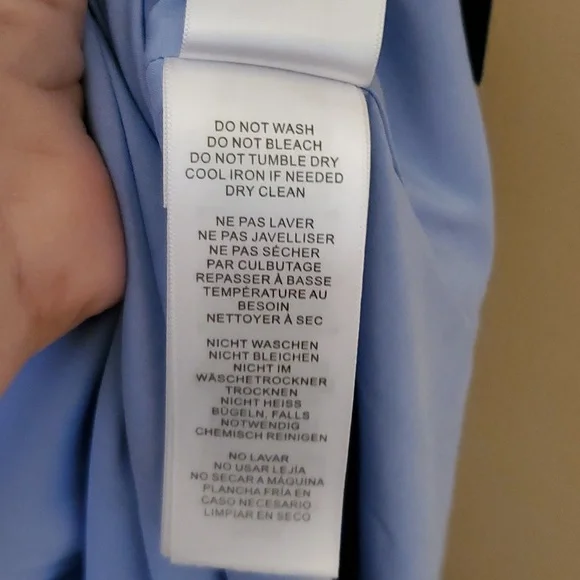 DO NOT WASH
DO NOT BLEACH
DO NOT TUMBLE DRY
COOL IRON IF NEEDED
DRY CLEAN
NE PAS LAVER
NE PAS JAVELLISER
NE PAS SÉCHER
PAR CULBUTAGE
REPASSER À BASSE
TEMPÉRATURE AU
BESOIN
NETTOYER À SEC
NICHT WASCHEN
NICHT BLEICHEN
NICHT IM
WÄSCHETROCKNER
TROCKNEN
NICHT HEISS
BÜGELN, FALLS
NOTWENDIG
CHEMISCH REINIGEN
NO LAVAR
NO USAR LEJÍA
NO SECAR A MÁQUINA
PLANCHA FRÍA EN
CASO NECESARIO
LIMPIAR EN SECO